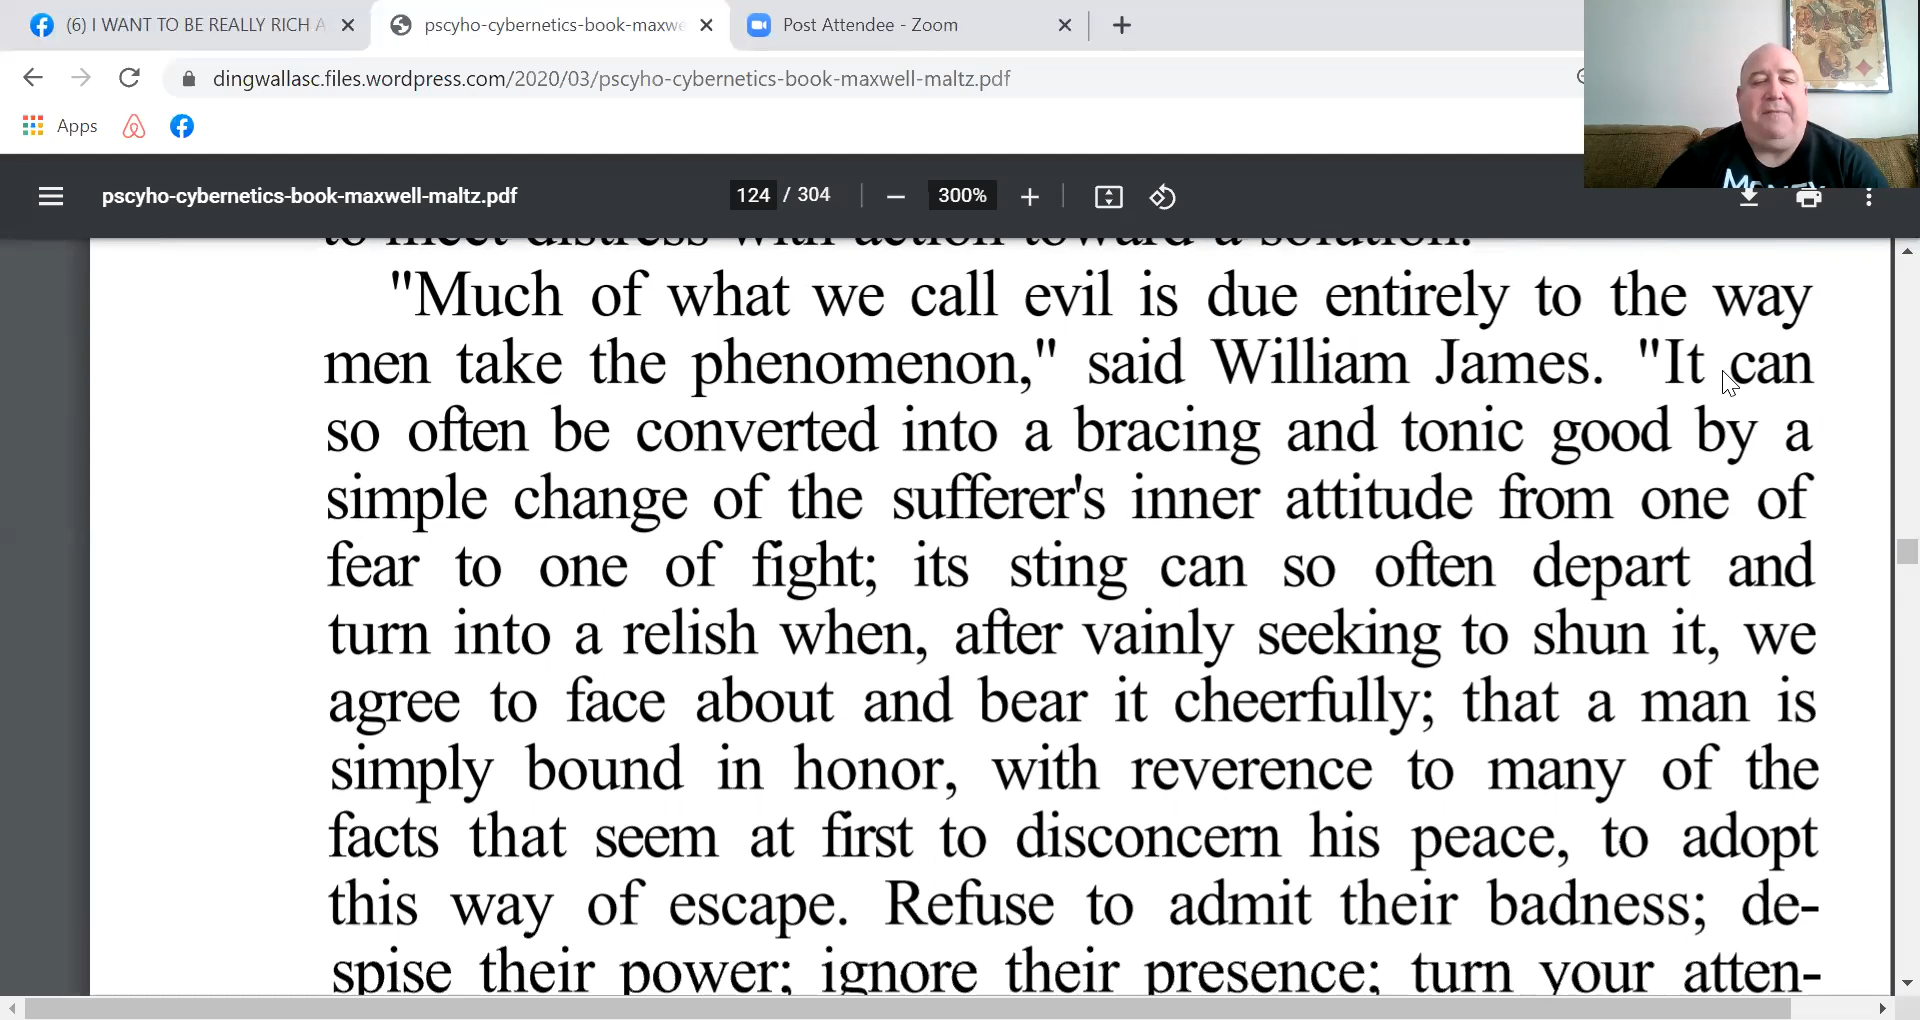 (6) I WANT TO BE REALLY RICH A
pscyho-cybernetics-book-maxwe
Post Attendee - Zoom
dingwallasc.files.wordpress.com/2020/03/pscyho-cybernetics-book-maxwell-maltz.pdf
Apps
pscyho-cybernetics-book-maxwell-maltz.pdf
124 / 304
300%
to meet distress with action toward a solution.
"Much of what we call evil is due entirely to the way
men take the phenomenon," said William James. "It can
so often be converted into a bracing and tonic good by a
simple change of the sufferer's inner attitude from one of
fear to one of fight; its sting can so often depart and
turn into a relish when, after vainly seeking to shun it, we
agree to face about and bear it cheerfully; that a man is
simply bound in honor, with reverence to many of the
facts that seem at first to disconcern his peace, to adopt
this way of escape. Refuse to admit their badness; de-
spise their power; ignore their presence; turn your atten-